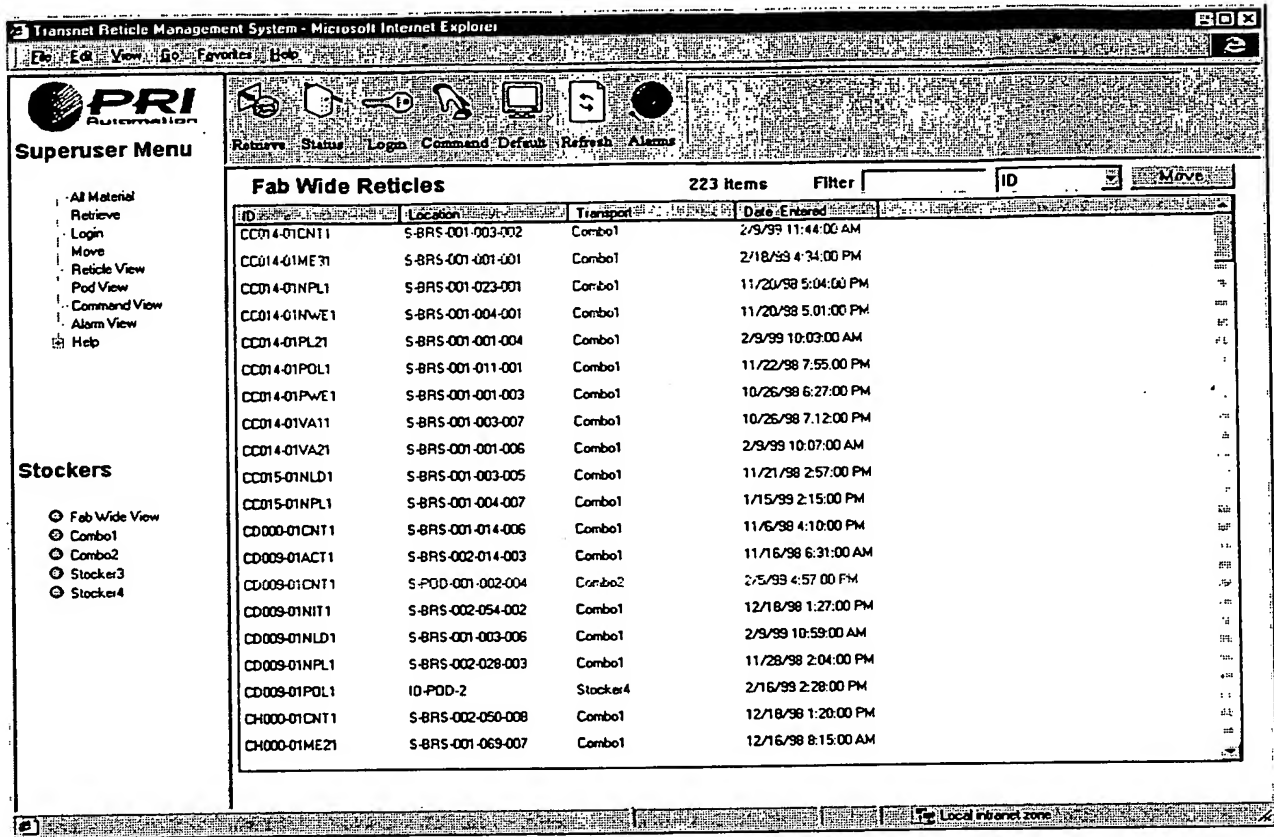 Transnet Reticle Management System - Microsoft Internet Explorer
File Edit View Go Favorites Help
PRI
Automation
Retrieve Status Login Command Default Refresh Alarms
Superuser Menu
All Material
Retrieve
Login
Move
Reticle View
Pod View
Command View
Alarm View
Help
Stockers
Fab Wide View
Combo1
Combo2
Stocker3
Stocker4
Fab Wide Reticles 223 items Filter ID Move
ID Location Transport Date Entered
CC014-01CNT1 S-BRS-001-003-002 Combo1 2/9/99 11:44:00 AM
CC014-01ME31 S-BRS-001-001-001 Combo1 2/18/99 4:34:00 PM
CC014-01NPL1 S-BRS-001-023-001 Combo1 11/20/98 5:04:00 PM
CC014-01NWE1 S-BRS-001-004-001 Combo1 11/20/98 5:01:00 PM
CC014-01PL21 S-BRS-001-001-004 Combo1 2/9/99 10:03:00 AM
CC014-01POL1 S-BRS-001-011-001 Combo1 11/22/98 7:55:00 PM
CC014-01PWE1 S-BRS-001-001-003 Combo1 10/26/98 6:27:00 PM
CC014-01VA11 S-BRS-001-003-007 Combo1 10/26/98 7:12:00 PM
CC014-01VA21 S-BRS-001-001-006 Combo1 2/9/99 10:07:00 AM
CC015-01NLD1 S-BRS-001-003-005 Combo1 11/21/98 2:57:00 PM
CC015-01NPL1 S-BRS-001-004-007 Combo1 1/15/99 2:15:00 PM
CD000-01CNT1 S-BRS-001-014-006 Combo1 11/6/98 4:10:00 PM
CD009-01ACT1 S-BRS-002-014-003 Combo1 11/16/98 6:31:00 AM
CD009-01CNT1 S-POD-001-002-004 Combo2 2/5/99 4:57:00 PM
CD009-01NIT1 S-BRS-002-054-002 Combo1 12/18/98 1:27:00 PM
CD009-01NLD1 S-BRS-001-003-006 Combo1 2/9/99 10:59:00 AM
CD009-01NPL1 S-BRS-002-028-003 Combo1 11/28/98 2:04:00 PM
CD009-01POL1 IO-POD-2 Stocker4 2/16/99 2:28:00 PM
CH000-01CNT1 S-BRS-002-050-008 Combo1 12/18/98 1:20:00 PM
CH000-01ME21 S-BRS-001-069-007 Combo1 12/16/98 8:15:00 AM
Local intranet zone